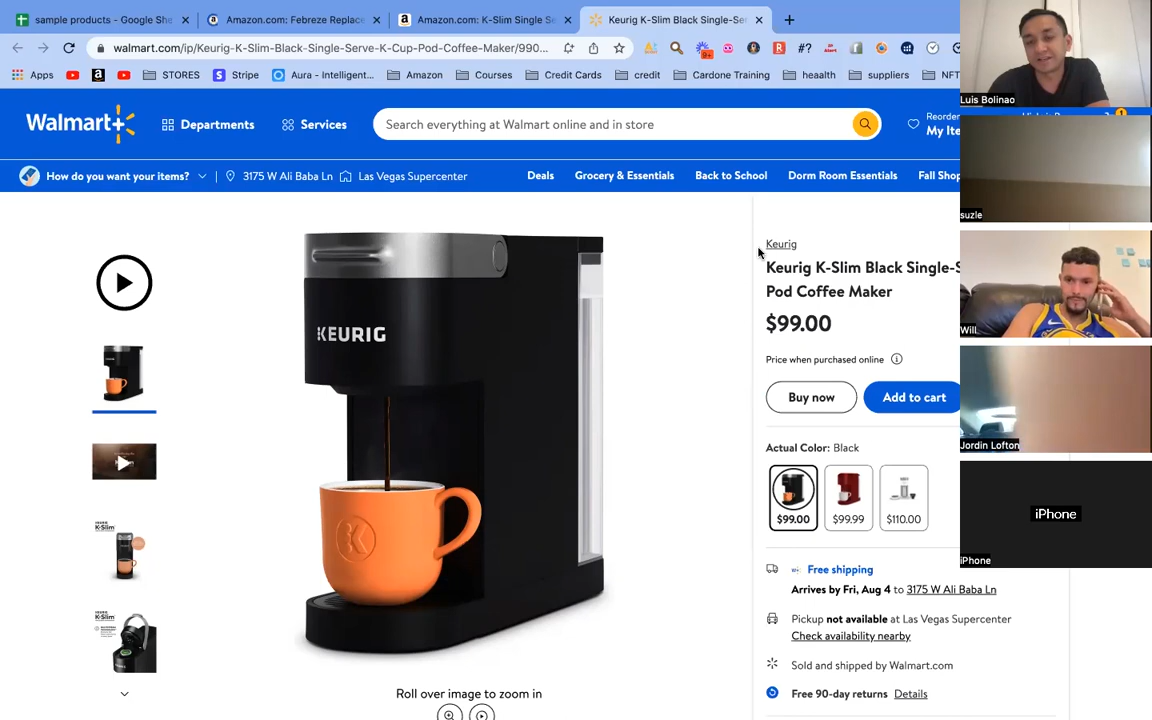 sample products - Google She
Amazon.com: Febreze Replace
Amazon.com: K-Slim Single Se
Keurig K-Slim Black Single-Se
walmart.com/ip/Keurig-K-Slim-Black-Single-Serve-K-Cup-Pod-Coffee-Maker/990...
9+
#?
Apps
STORES
Stripe
Aura - Intelligent...
Amazon
Courses
Credit Cards
credit
Cardone Training
heaalth
suppliers
NFT
Luis Bolinao
Walmart+
Departments
Services
Search everything at Walmart online and in store
Reorder
My Ite
How do you want your items?
3175 W Ali Baba Ln
Las Vegas Supercenter
Deals
Grocery & Essentials
Back to School
Dorm Room Essentials
Fall Shop
suzie
Keurig
Keurig K-Slim Black Single-S
Pod Coffee Maker
$99.00
Will
Price when purchased online
Buy now
Add to cart
Jordin Lofton
Actual Color: Black
$99.00
$99.99
$110.00
iPhone
iPhone
KEURIG
K
Free shipping
Arrives by Fri, Aug 4 to 3175 W Ali Baba Ln
Pickup not available at Las Vegas Supercenter
Check availability nearby
Sold and shipped by Walmart.com
Free 90-day returns Details
Roll over image to zoom in